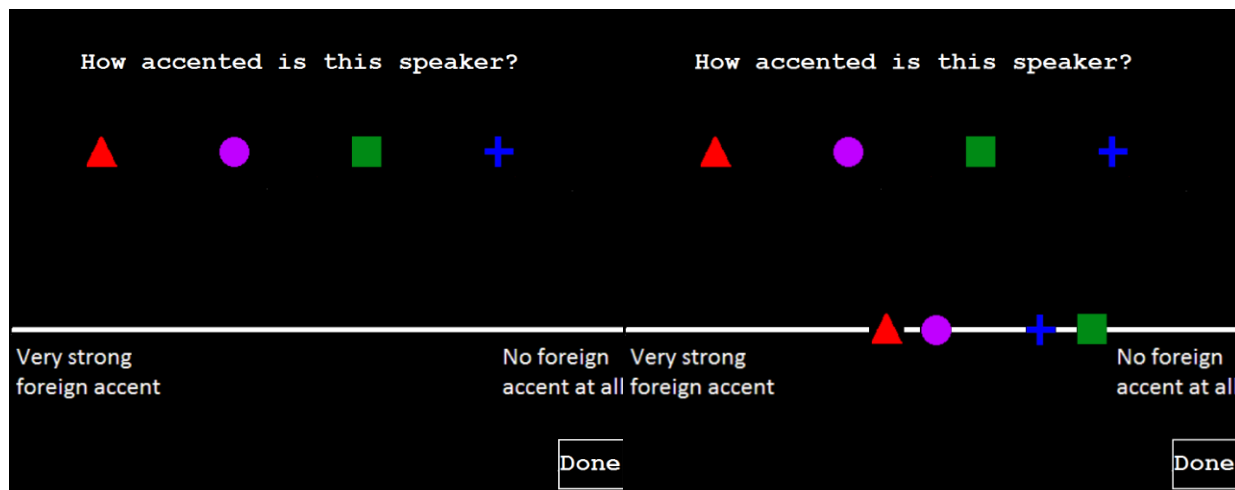 How accented is this speaker?
Very strong
foreign accent
No foreign
accent at all
Done
How accented is this speaker?
Very strong
foreign accent
No foreign
accent at all
Done